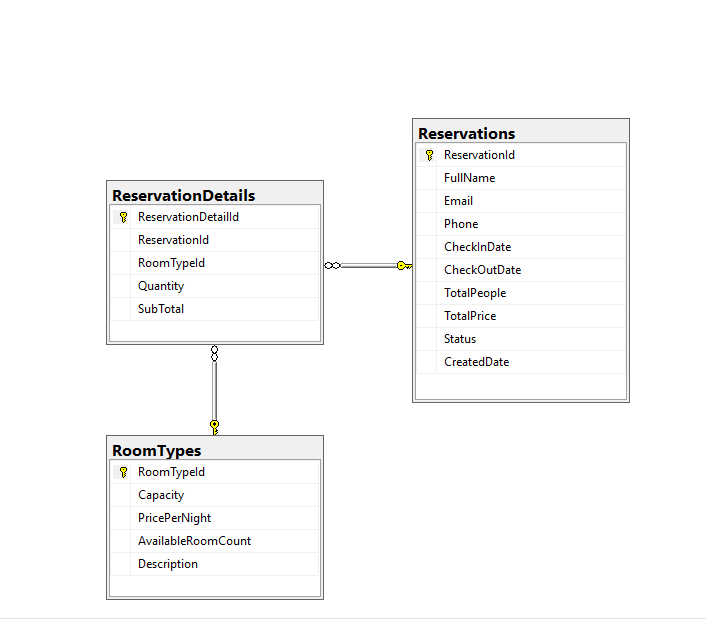 Reservations
ReservationId
FullName
Email
Phone
CheckInDate
CheckOutDate
TotalPeople
TotalPrice
Status
CreatedDate
ReservationDetails
ReservationDetailId
ReservationId
RoomTypeId
Quantity
SubTotal
RoomTypes
RoomTypeId
Capacity
PricePerNight
AvailableRoomCount
Description